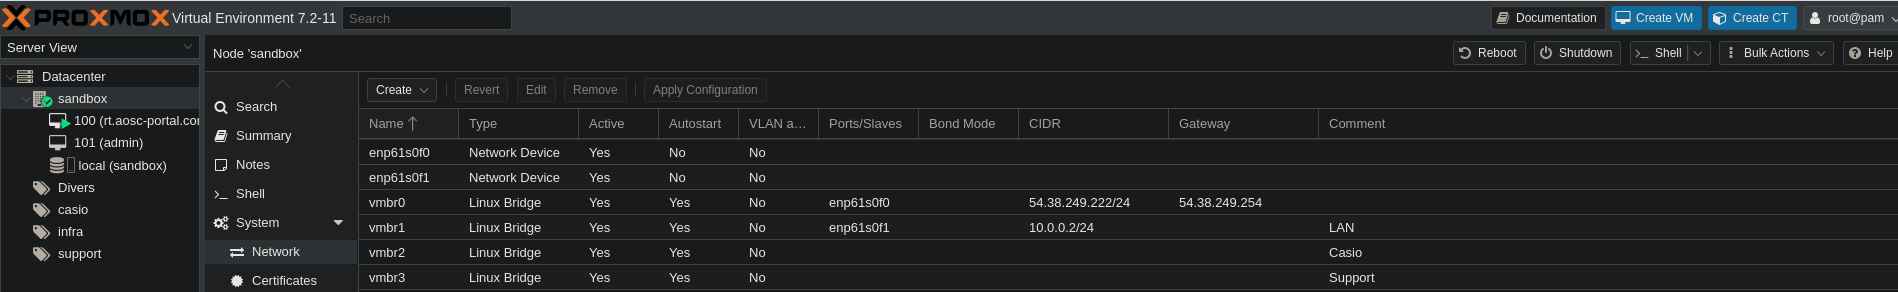 PROXMOX Virtual Environment 7.2-11 Search Documentation Create VM Create CT root@pam
Server View
Node 'sandbox' Reboot Shutdown Shell Bulk Actions Help
Datacenter
sandbox
100 (rt.aosc-portal.cor
101 (admin)
local (sandbox)
Divers
casio
infra
support
Search
Summary
Notes
Shell
System
Network
Certificates
Create Revert Edit Remove Apply Configuration
Name Type Active Autostart VLAN a... Ports/Slaves Bond Mode CIDR Gateway Comment
enp61s0f0 Network Device Yes No No
enp61s0f1 Network Device Yes No No
vmbr0 Linux Bridge Yes Yes No enp61s0f0 54.38.249.222/24 54.38.249.254
vmbr1 Linux Bridge Yes Yes No enp61s0f1 10.0.0.2/24 LAN
vmbr2 Linux Bridge Yes Yes No Casio
vmbr3 Linux Bridge Yes Yes No Support